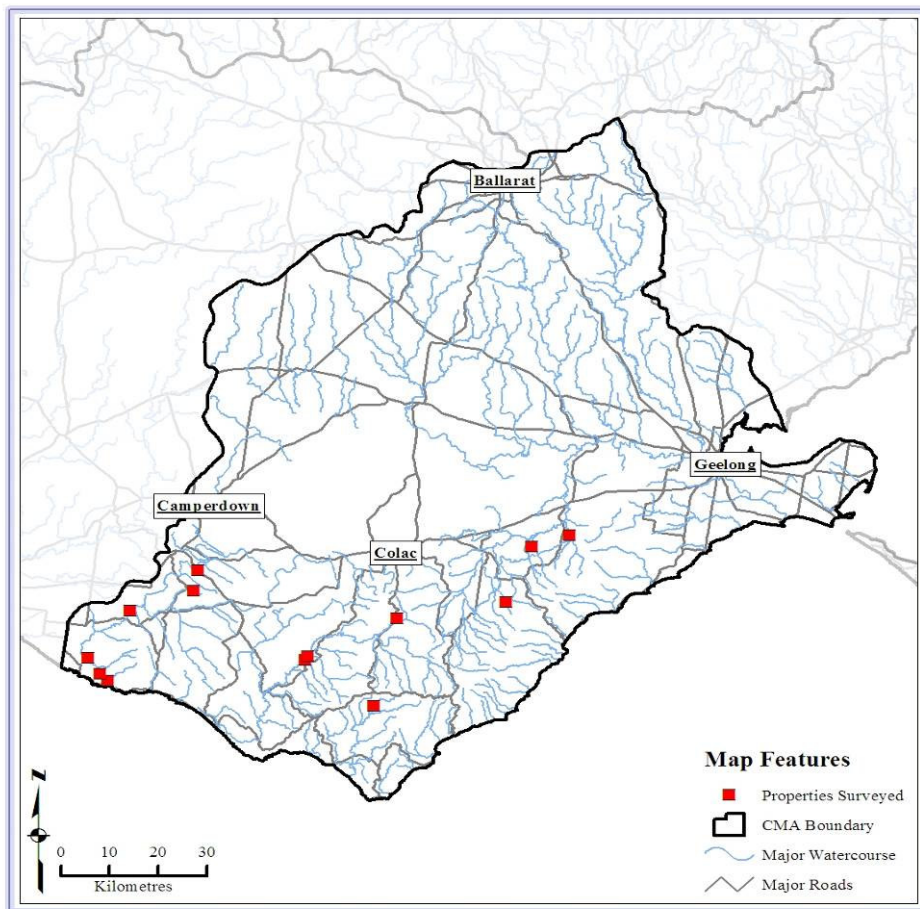 Ballarat
Geelong
Camperdown
Colac
Map Features
Properties Surveyed
CMA Boundary
Major Watercourse
Major Roads
N
0 10 20 30
Kilometres